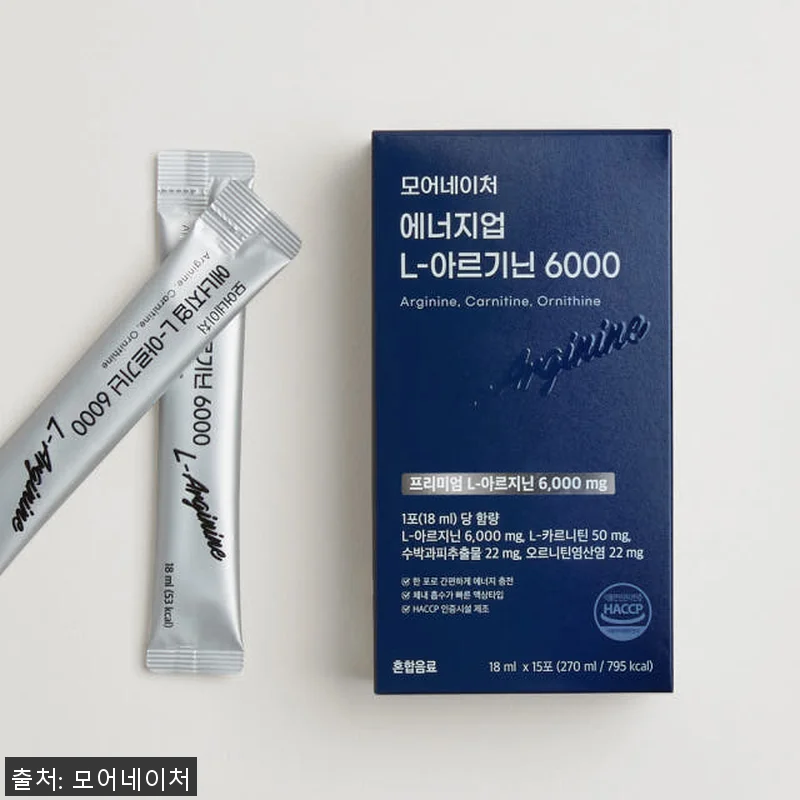 모어네이처
에너지업
L-아르기닌 6000
Arginine, Carnitine, Ornithine
Arginine
프리미엄 L-아르지닌 6,000 mg
1포(18 ml) 당 함량
L-아르지닌 6,000 mg, L-카르니틴 50 mg,
수박과피추출물 22 mg, 오르니틴염산염 22 mg
한 포로 간편하게 에너지 충전
체내 흡수가 빠른 액상타입
HACCP 인증시설 제조
HACCP
혼합음료
18 ml x 15포 (270 ml / 795 kcal)
모어네이처
에너지업 L-아르기닌 6000
Arginine, Carnitine, Ornithine
L-Arginine
기닌 6000
L-Arginine
18 ml (53 kcal)
출처: 모어네이처